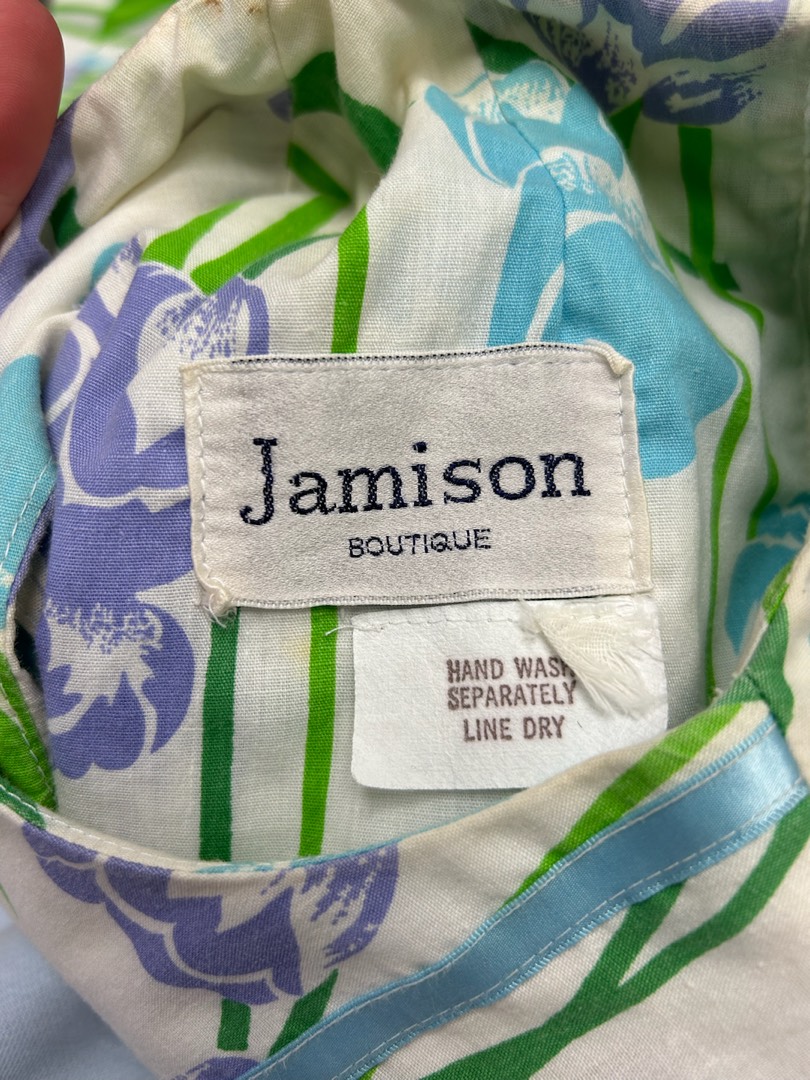 Jamison
BOUTIQUE
HAND WASH
SEPARATELY
LINE DRY